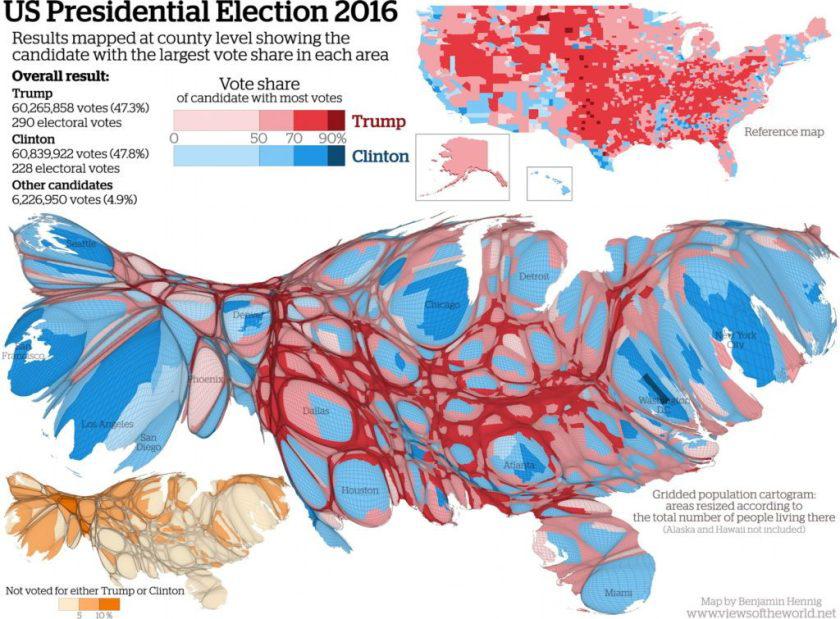 US Presidential Election 2016
Results mapped at county level showing the
candidate with the largest vote share in each area
Overall result:
Trump
60,265,858 votes (47.3%)
290 electoral votes
Clinton
60,839,922 votes (47.8%)
228 electoral votes
Other candidates
6,226,950 votes (4.9%)
Vote share
of candidate with most votes
Trump
0 50 70 90%
Clinton
Reference map
Seattle
Denver
Chicago
Detroit
San
Francisco
New York
City
Phoenix
Dallas
Washington
D.C.
Los Angeles
San
Diego
Atlanta
Houston
Miami
Gridded population cartogram:
areas resized according to
the total number of people living there
(Alaska and Hawaii not included)
Not voted for either Trump or Clinton
5 10%
Map by Benjamin Hennig
www.viewsoftheworld.net